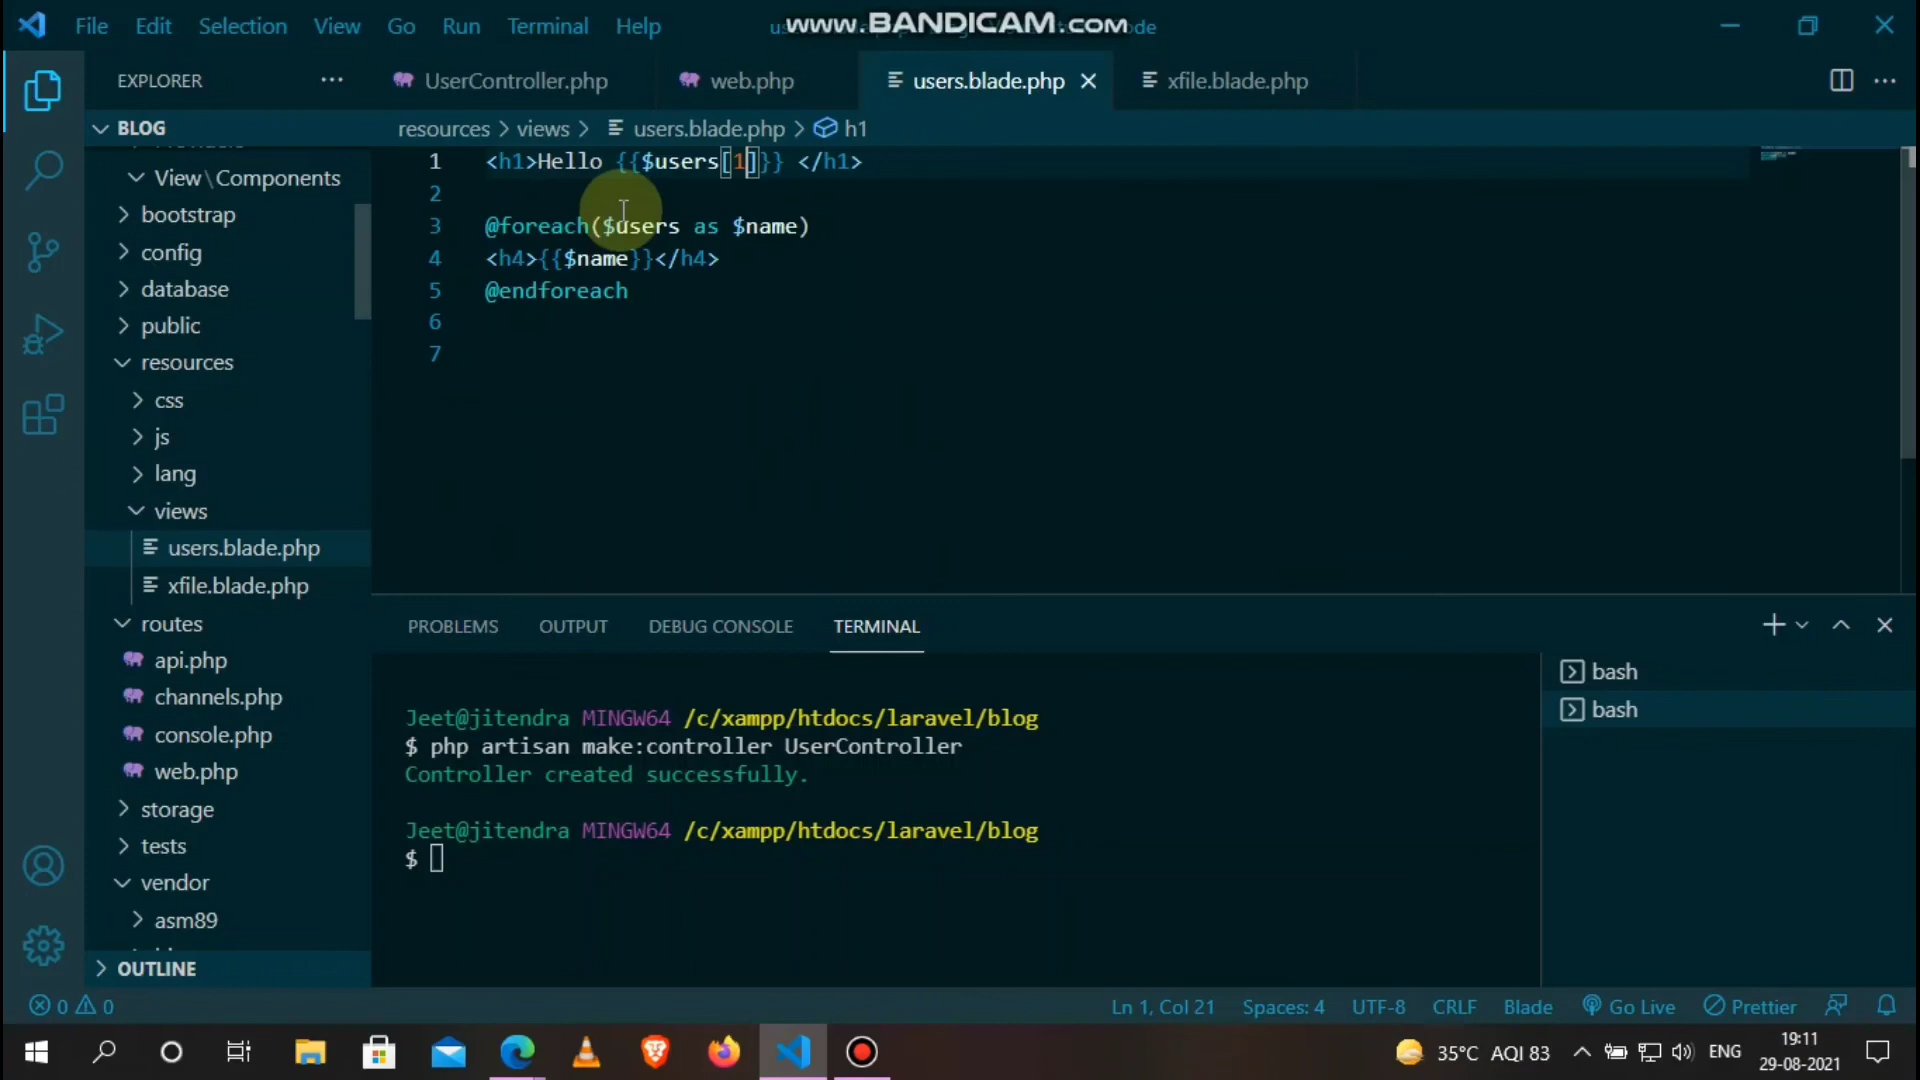 File Edit Selection View Go Run Terminal Help
www.BANDICAM.com
EXPLORER
UserController.php
web.php
users.blade.php
xfile.blade.php
BLOG
resources > views > users.blade.php > h1
View\Components
bootstrap
config
database
public
resources
css
js
lang
views
users.blade.php
xfile.blade.php
routes
api.php
channels.php
console.php
web.php
storage
tests
vendor
asm89
OUTLINE
1 <h1>Hello {{$users[1]}} </h1>
2
3 @foreach($users as $name)
4 <h4>{{$name}}</h4>
5 @endforeach
6
7
PROBLEMS OUTPUT DEBUG CONSOLE TERMINAL
Jeet@jitendra MINGW64 /c/xampp/htdocs/laravel/blog
$ php artisan make:controller UserController
Controller created successfully.
Jeet@jitendra MINGW64 /c/xampp/htdocs/laravel/blog
$
bash
bash
0 0
Ln 1, Col 21 Spaces: 4 UTF-8 CRLF Blade Go Live Prettier
35°C AQI 83
ENG
19:11
29-08-2021